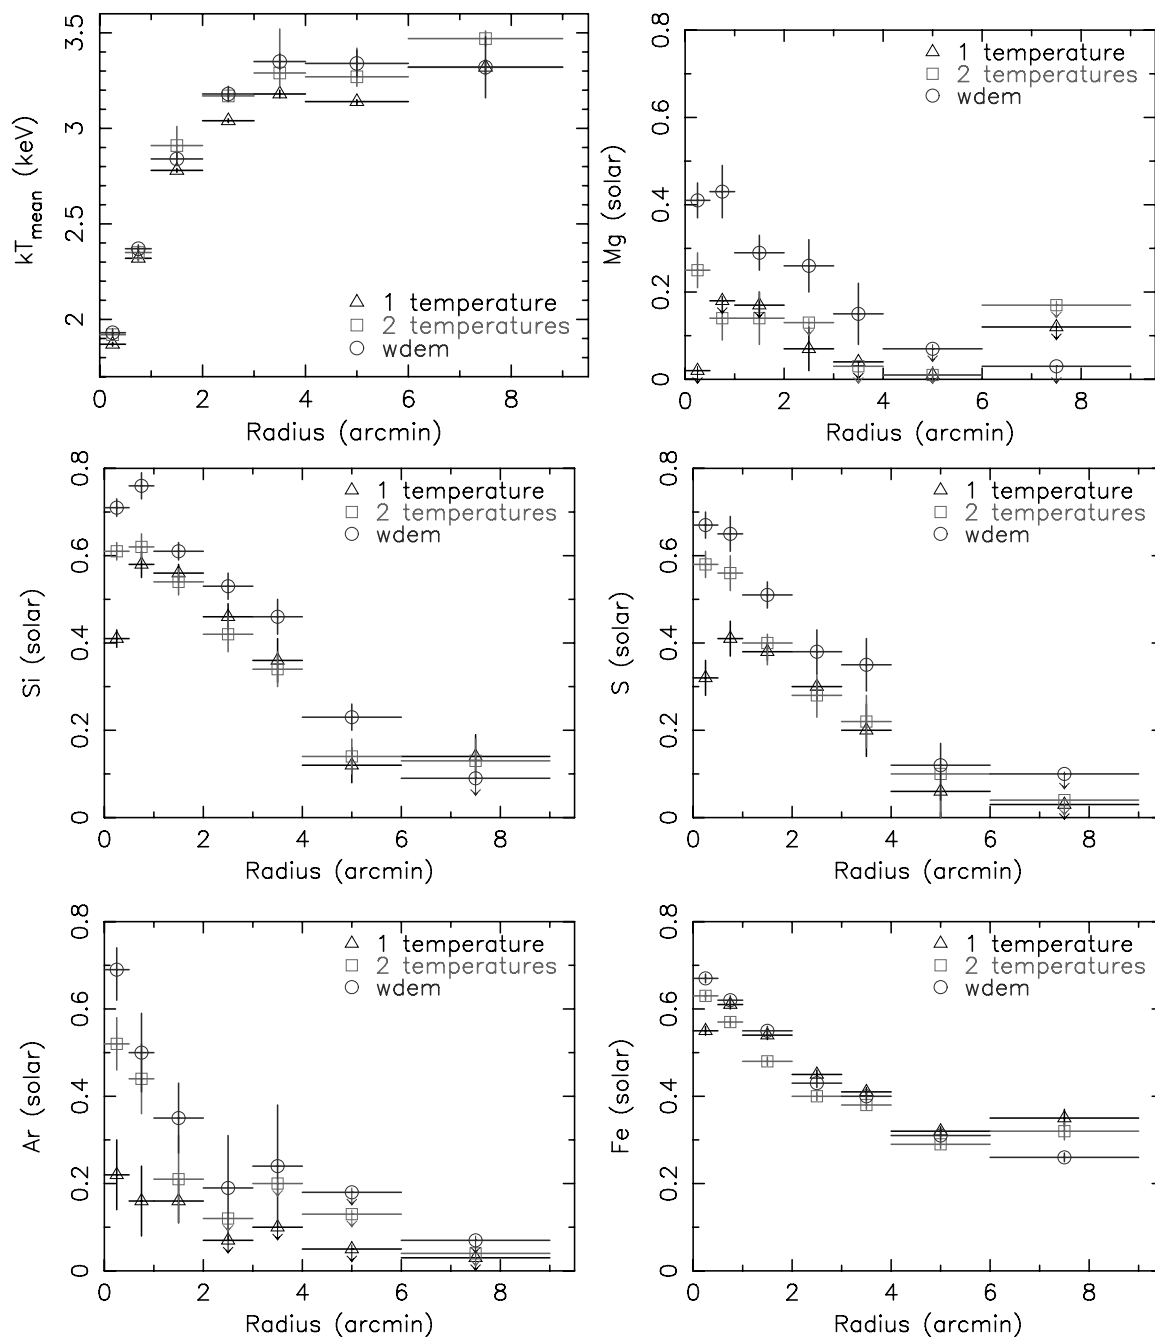 3.5
3
2.5
2
kT_mean (keV)
1 temperature
2 temperatures
wdem
0 2 4 6 8
Radius (arcmin)
0.8
0.6
0.4
0.2
0
Mg (solar)
1 temperature
2 temperatures
wdem
0 2 4 6 8
Radius (arcmin)
0.8
0.6
0.4
0.2
0
Si (solar)
1 temperature
2 temperatures
wdem
0 2 4 6 8
Radius (arcmin)
0.8
0.6
0.4
0.2
0
S (solar)
1 temperature
2 temperatures
wdem
0 2 4 6 8
Radius (arcmin)
0.8
0.6
0.4
0.2
0
Ar (solar)
1 temperature
2 temperatures
wdem
0 2 4 6 8
Radius (arcmin)
0.8
0.6
0.4
0.2
0
Fe (solar)
1 temperature
2 temperatures
wdem
0 2 4 6 8
Radius (arcmin)